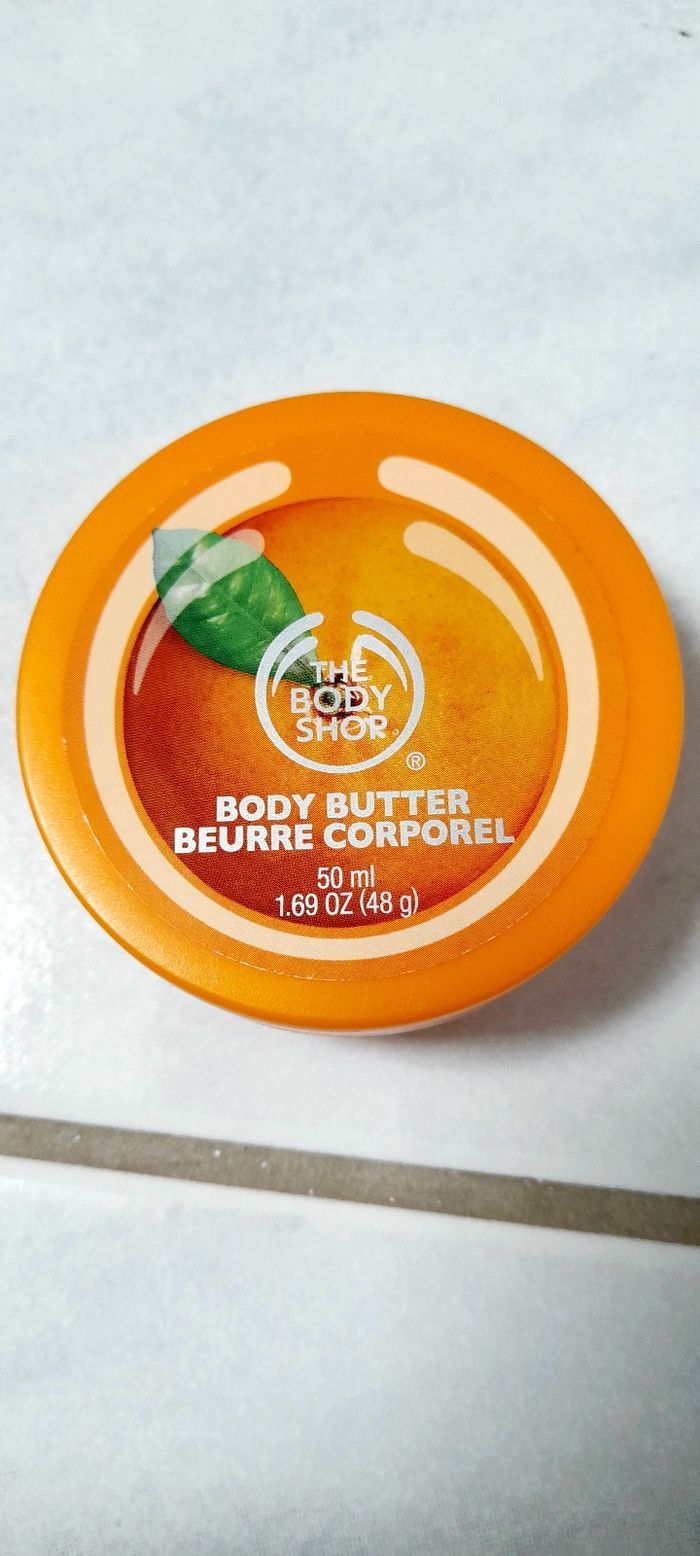 THE
BODY
SHOP
®
BODY BUTTER
BEURRE CORPOREL
50 ml
1.69 OZ (48 g)